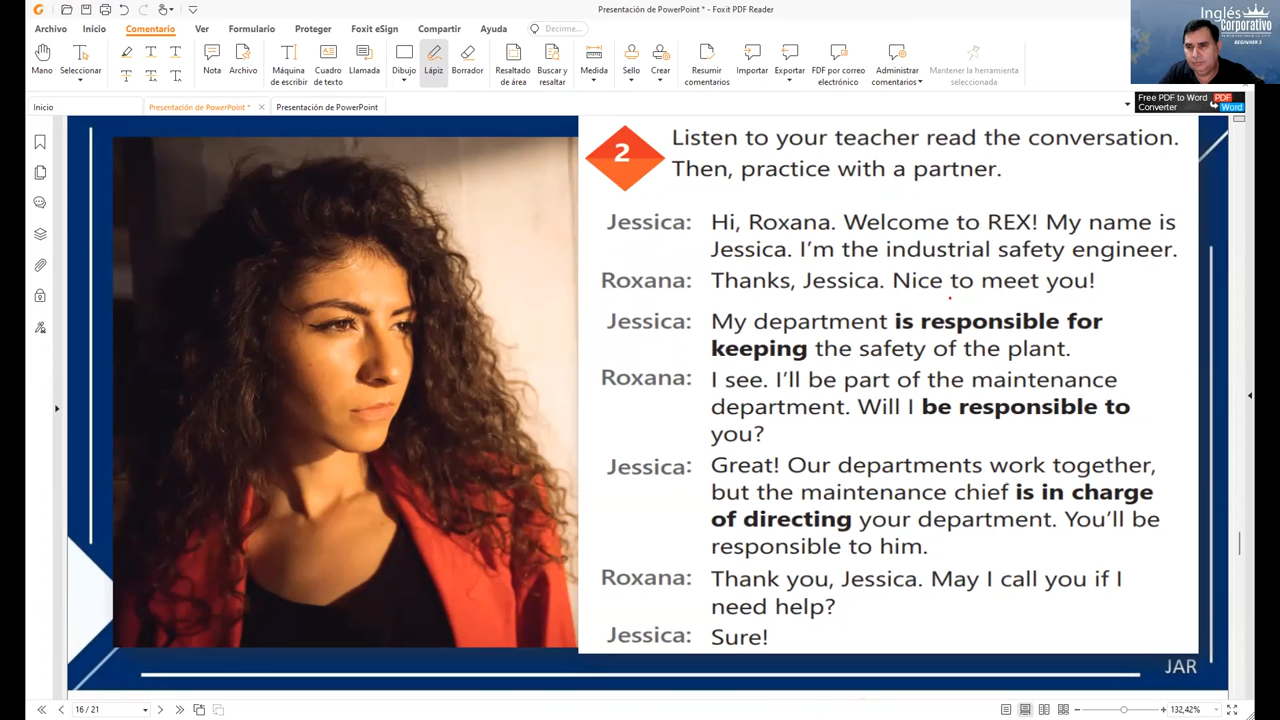 Presentación de PowerPoint * - Foxit PDF Reader
Archivo Inicio Comentario Ver Formulario Proteger Foxit eSign Compartir Ayuda Decirme...
Mano Seleccionar Nota Archivo Máquina de escribir Cuadro de texto Llamada Dibujo Lápiz Borrador Resaltado de área Buscar y resaltar Medida Sello Crear Resumir comentarios Importar Exportar PDF por correo electrónico Administrar comentarios Mantener la herramienta seleccionada
Inglés
Corporativo
BEGINNER 3
Inicio Presentación de PowerPoint * Presentación de PowerPoint
Free PDF to Word
Converter
PDF
Word
2
Listen to your teacher read the conversation.
Then, practice with a partner.
Jessica: Hi, Roxana. Welcome to REX! My name is
Jessica. I'm the industrial safety engineer.
Roxana: Thanks, Jessica. Nice to meet you!
Jessica: My department is responsible for
keeping the safety of the plant.
Roxana: I see. I'll be part of the maintenance
department. Will I be responsible to
you?
Jessica: Great! Our departments work together,
but the maintenance chief is in charge
of directing your department. You'll be
responsible to him.
Roxana: Thank you, Jessica. May I call you if I
need help?
Jessica: Sure!
JAR
16 / 21
132,42%